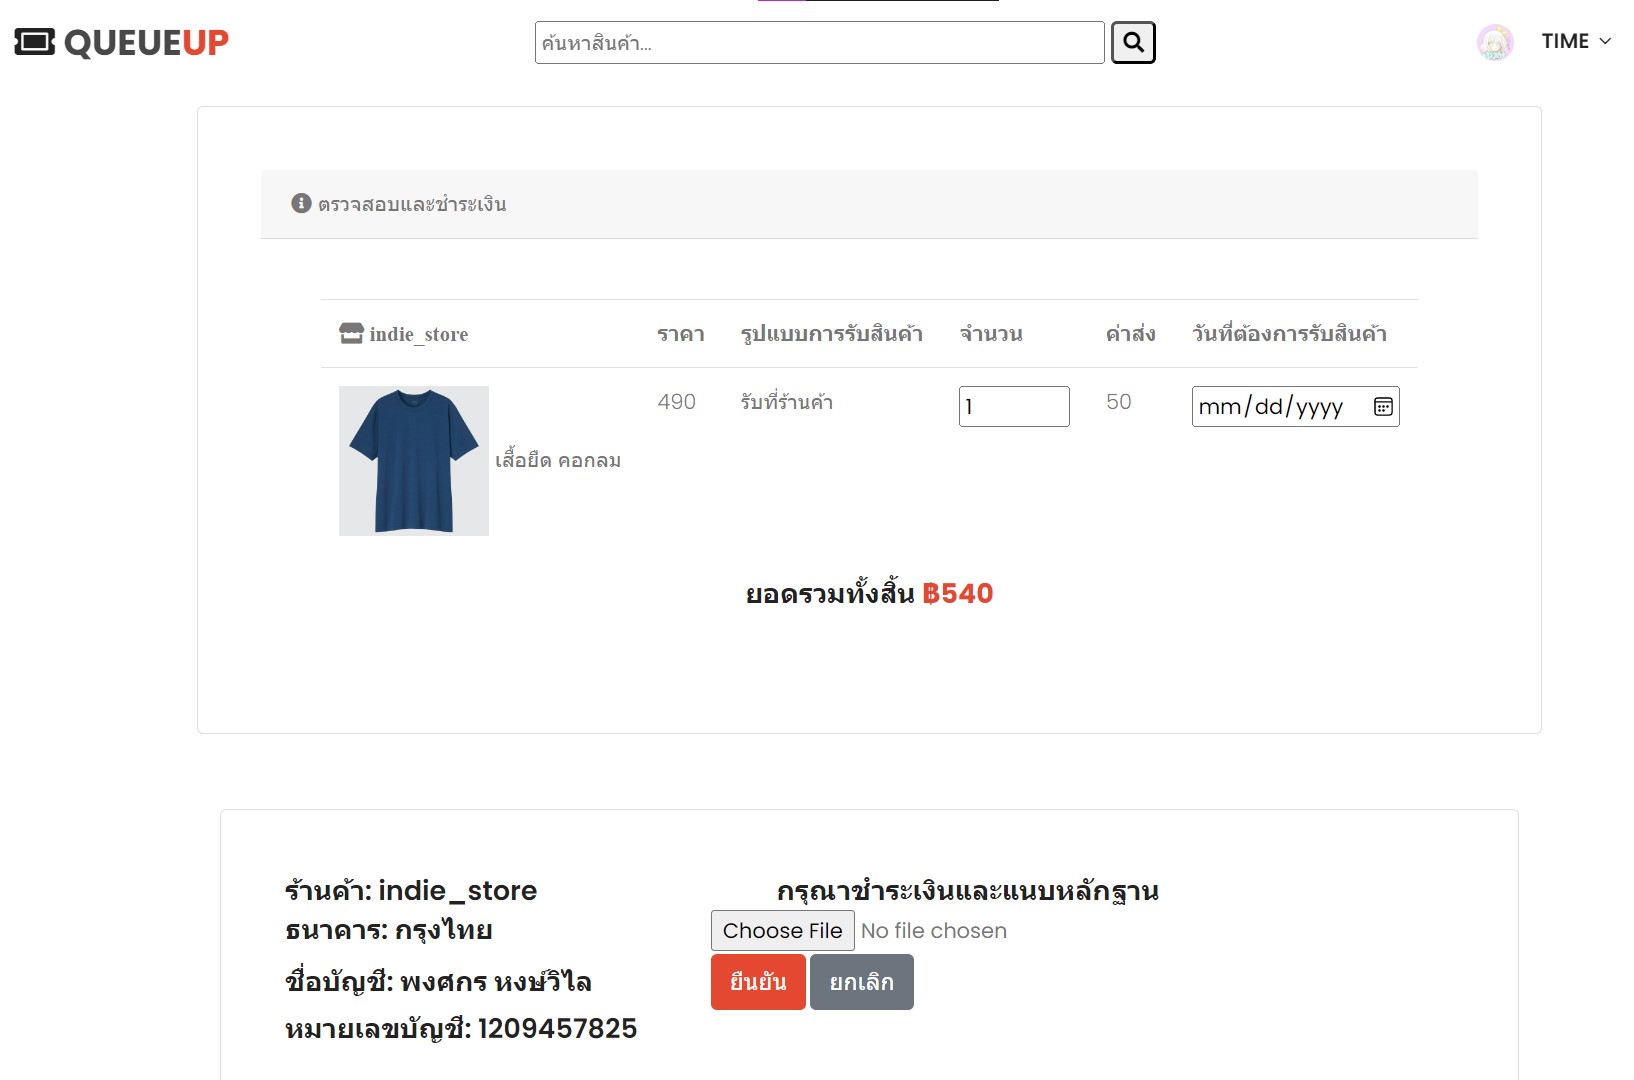 QUEUEUP
ค้นหาสินค้า...
TIME
ตรวจสอบและชำระเงิน
indie_store ราคา รูปแบบการรับสินค้า จำนวน ค่าส่ง วันที่ต้องการรับสินค้า
490 รับที่ร้านค้า 1 50 mm/dd/yyyy
เสื้อยืด คอกลม
ยอดรวมทั้งสิ้น ฿540
ร้านค้า: indie_store
ธนาคาร: กรุงไทย
ชื่อบัญชี: พงศกร หงษ์วิไล
หมายเลขบัญชี: 1209457825
กรุณาชำระเงินและแนบหลักฐาน
Choose File No file chosen
ยืนยัน ยกเลิก